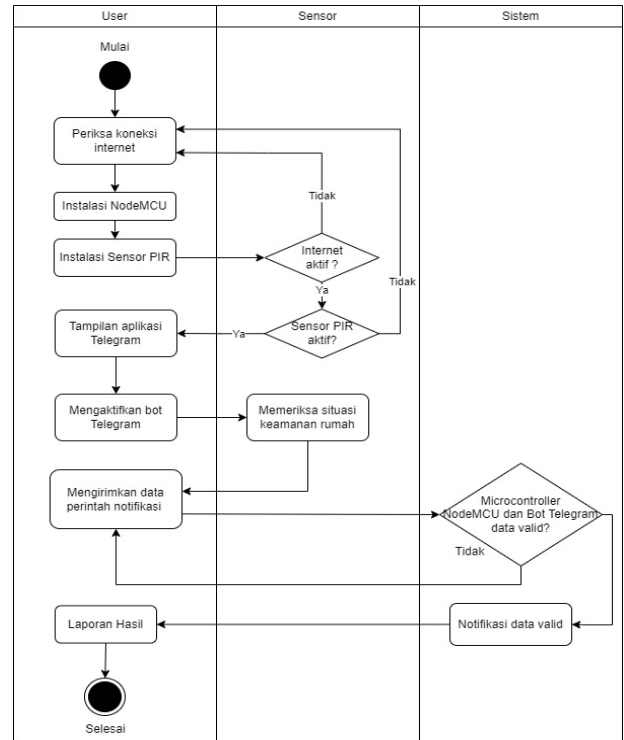 User
Sensor
Sistem
Mulai
Periksa koneksi
internet
Instalasi NodeMCU
Tidak
Instalasi Sensor PIR
Internet
aktif ?
Ya
Tidak
Tampilan aplikasi
Telegram
Ya
Sensor PIR
aktif?
Mengaktifkan bot
Telegram
Memeriksa situasi
keamanan rumah
Mengirimkan data
perintah notifikasi
Microcontroller
NodeMCU dan Bot Telegram
data valid?
Tidak
Laporan Hasil
Notifikasi data valid
Selesai